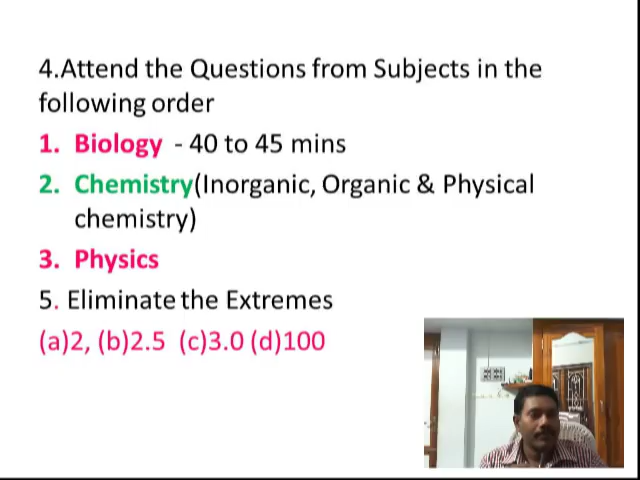 4.Attend the Questions from Subjects in the
following order
1. Biology - 40 to 45 mins
2. Chemistry(Inorganic, Organic & Physical
chemistry)
3. Physics
5. Eliminate the Extremes
(a)2, (b)2.5 (c)3.0 (d)100